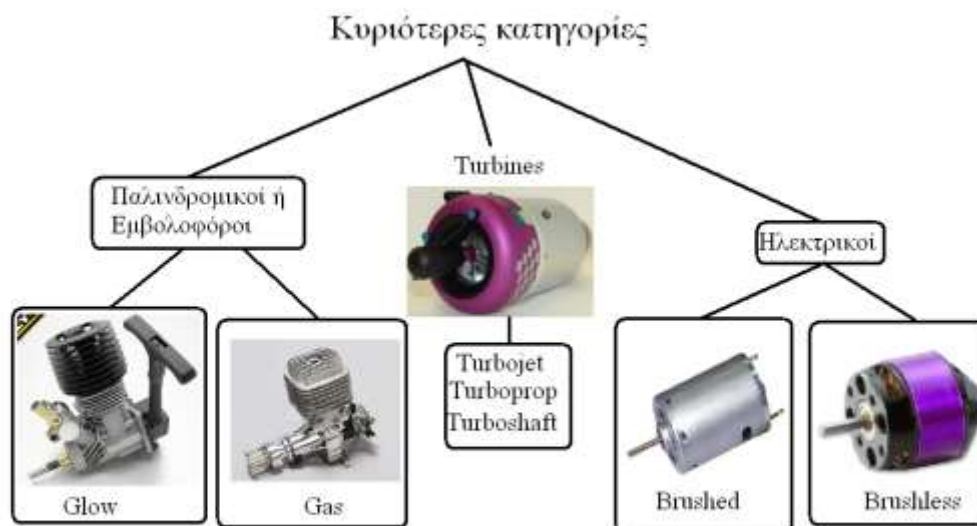 Κυριότερες κατηγορίες
Παλινδρομικοί ή
Εμβολοφόροι
Glow
Gas
Turbines
Turbojet
Turboprop
Turboshaft
Ηλεκτρικοί
Brushed
Brushless